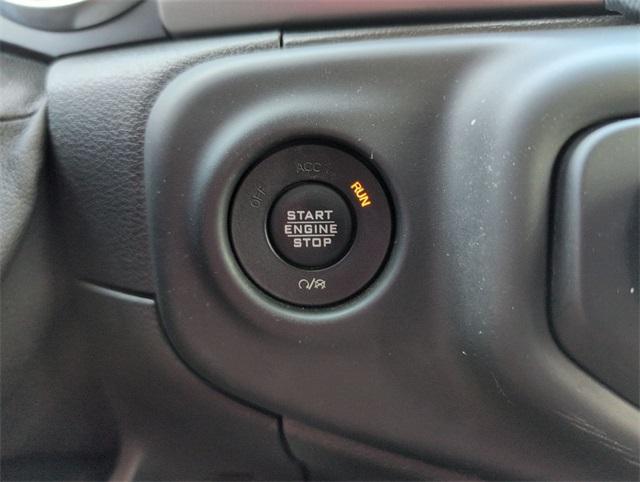 ACC
OFF
RUN
START
ENGINE
STOP